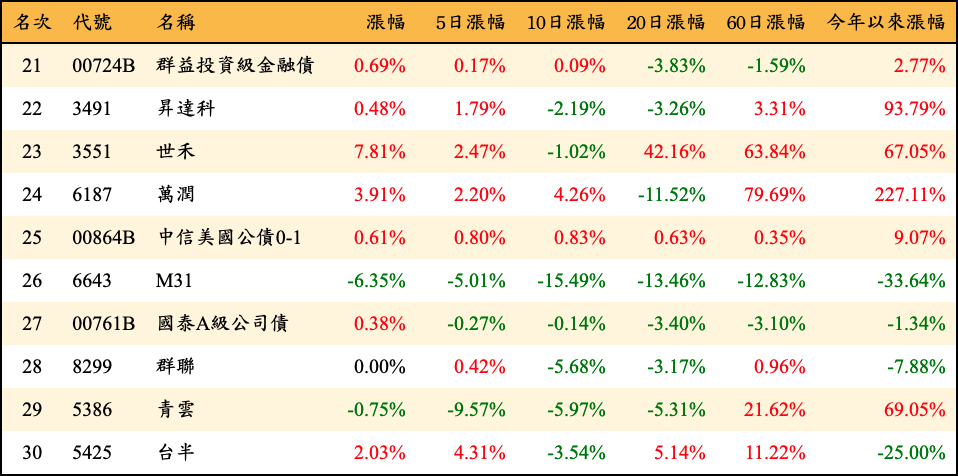 名次 代號 名稱 漲幅 5日漲幅 10日漲幅 20日漲幅 60日漲幅 今年以來漲幅
21 00724B 群益投資級金融債 0.69% 0.17% 0.09% -3.83% -1.59% 2.77%
22 3491 昇達科 0.48% 1.79% -2.19% -3.26% 3.31% 93.79%
23 3551 世禾 7.81% 2.47% -1.02% 42.16% 63.84% 67.05%
24 6187 萬潤 3.91% 2.20% 4.26% -11.52% 79.69% 227.11%
25 00864B 中信美國公債0-1 0.61% 0.80% 0.83% 0.63% 0.35% 9.07%
26 6643 M31 -6.35% -5.01% -15.49% -13.46% -12.83% -33.64%
27 00761B 國泰A級公司債 0.38% -0.27% -0.14% -3.40% -3.10% -1.34%
28 8299 群聯 0.00% 0.42% -5.68% -3.17% 0.96% -7.88%
29 5386 青雲 -0.75% -9.57% -5.97% -5.31% 21.62% 69.05%
30 5425 台半 2.03% 4.31% -3.54% 5.14% 11.22% -25.00%